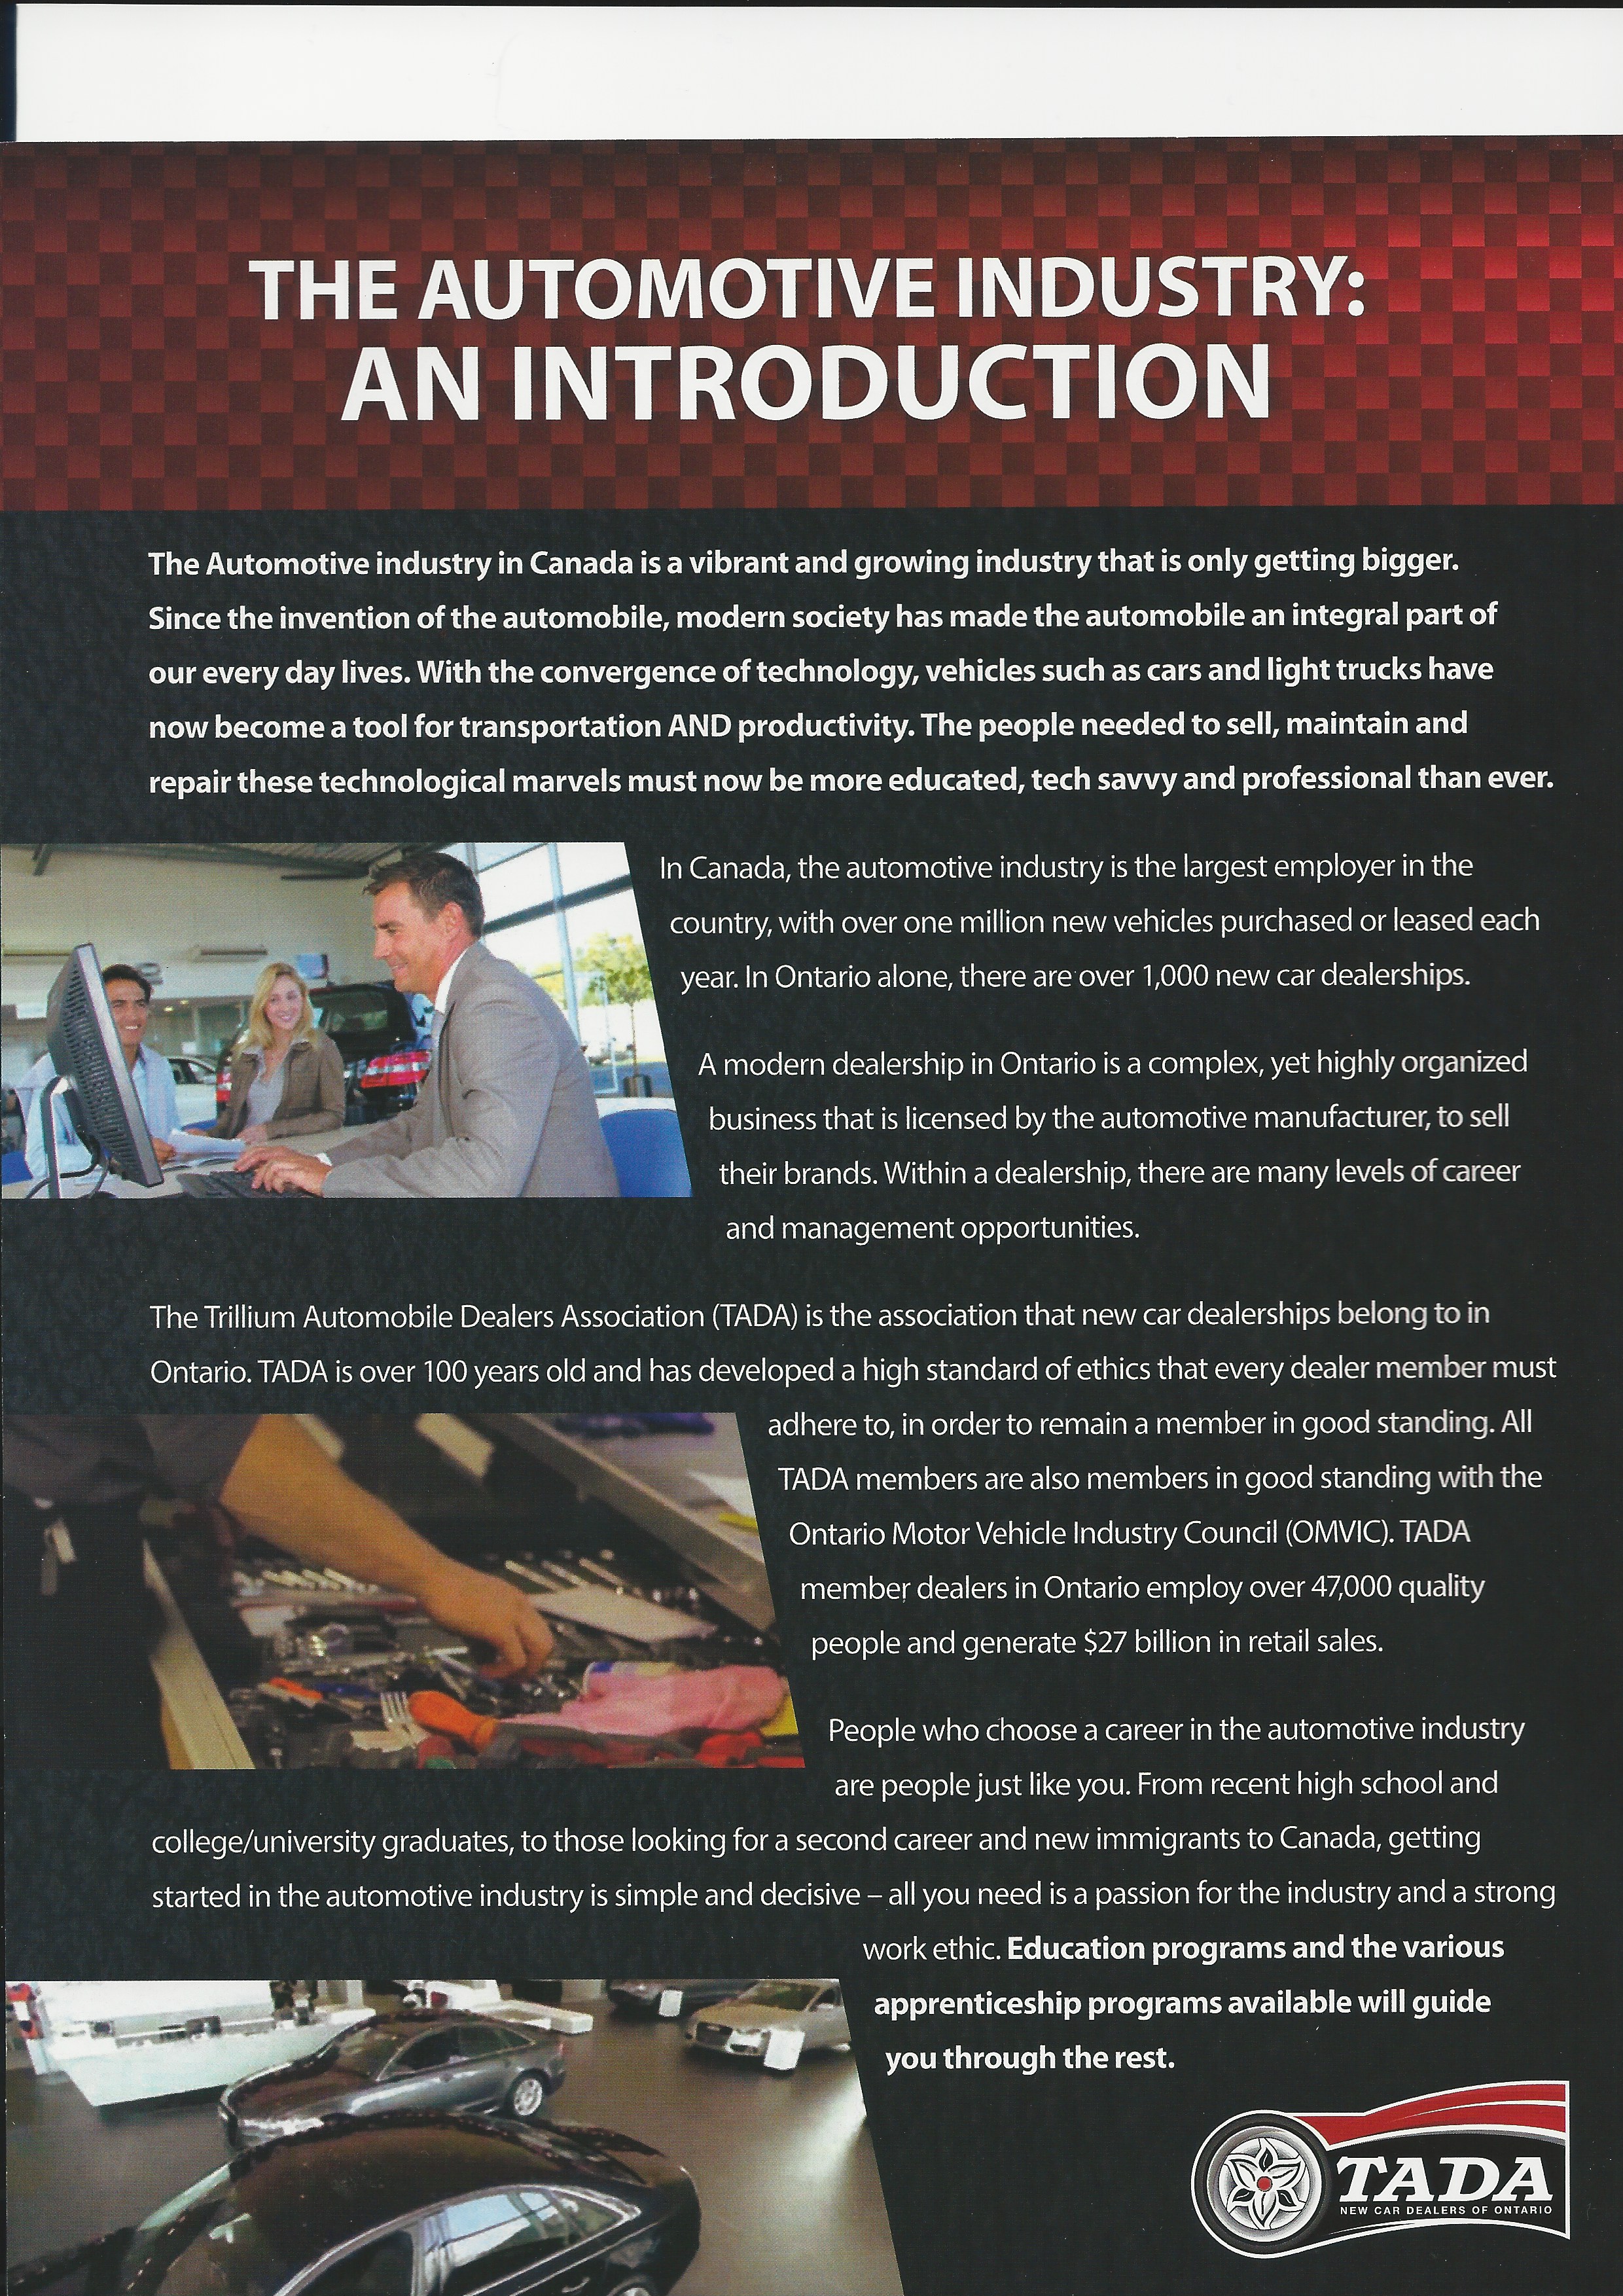 THE AUTOMOTIVE INDUSTRY:
AN INTRODUCTION
The Automotive industry in Canada is a vibrant and growing industry that is only getting bigger.
Since the invention of the automobile, modern society has made the automobile an integral part of
our every day lives. With the convergence of technology, vehicles such as cars and light trucks have
now become a tool for transportation AND productivity. The people needed to sell, maintain and
repair these technological marvels must now be more educated, tech savvy and professional than ever.
In Canada, the automotive industry is the largest employer in the
country, with over one million new vehicles purchased or leased each
year. In Ontario alone, there are over 1,000 new car dealerships.
A modern dealership in Ontario is a complex, yet highly organized
business that is licensed by the automotive manufacturer, to sell
their brands. Within a dealership, there are many levels of career
and management opportunities.
The Trillium Automobile Dealers Association (TADA) is the association that new car dealerships belong to in
Ontario. TADA is over 100 years old and has developed a high standard of ethics that every dealer member must
adhere to, in order to remain a member in good standing. All
TADA members are also members in good standing with the
Ontario Motor Vehicle Industry Council (OMVIC). TADA
member dealers in Ontario employ over 47,000 quality
people and generate $27 billion in retail sales.
People who choose a career in the automotive industry
are people just like you. From recent high school and
college/university graduates, to those looking for a second career and new immigrants to Canada, getting
started in the automotive industry is simple and decisive – all you need is a passion for the industry and a strong
work ethic. Education programs and the various
apprenticeship programs available will guide
you through the rest.
TADA
NEW CAR DEALERS OF ONTARIO